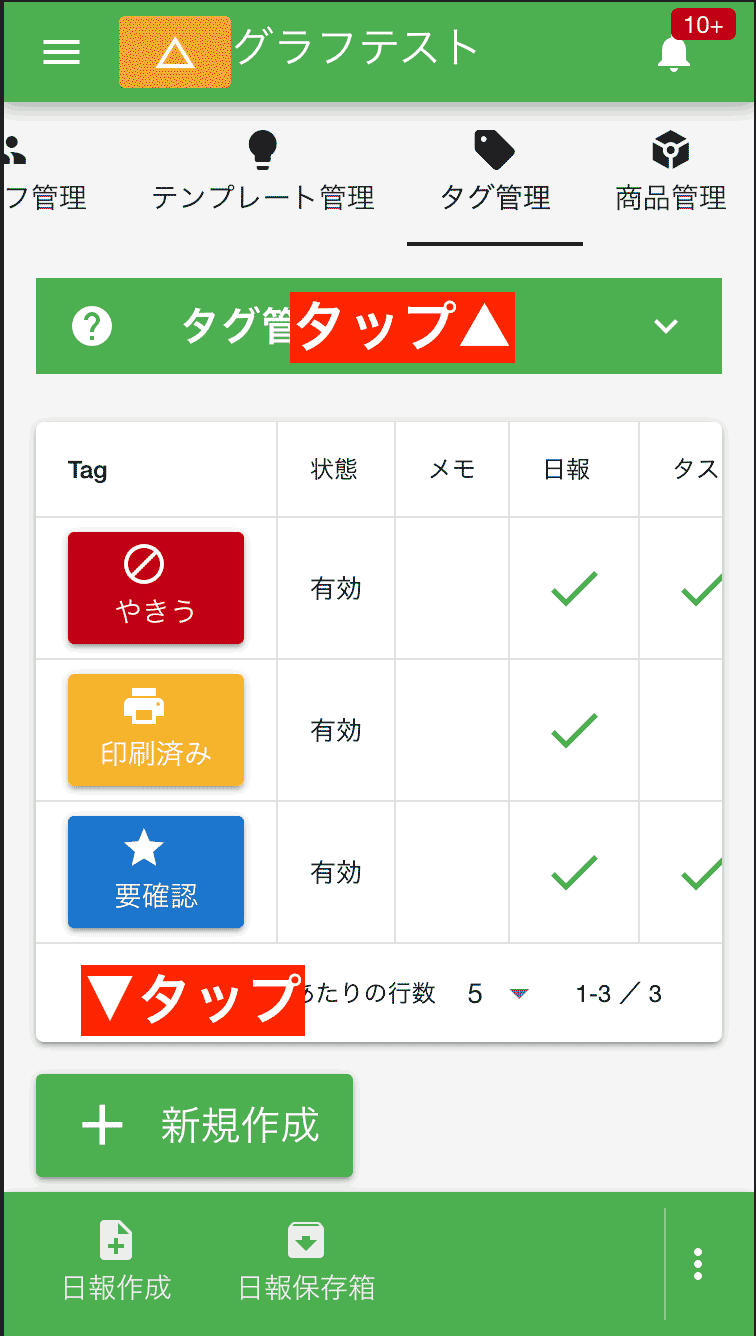 グラフテスト
10+
フ管理
テンプレート管理
タグ管理
商品管理
タグ管
タップ▲
Tag
状態
メモ
日報
タス
やきう
有効
印刷済み
有効
要確認
有効
▼タップ
あたりの行数
5
1-3 ／ 3
新規作成
日報作成
日報保存箱